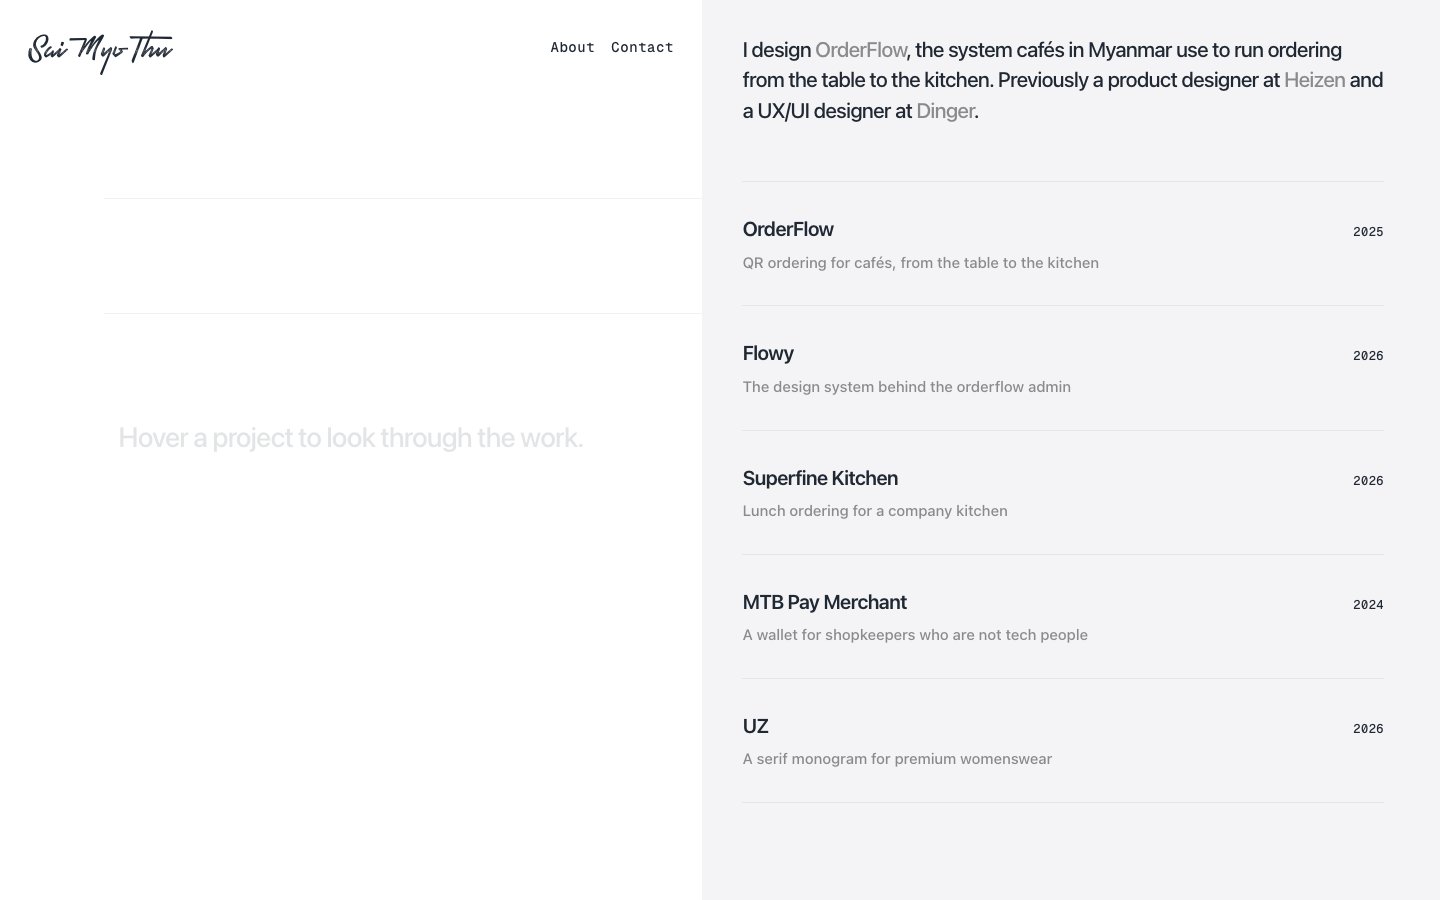 Sai Myo Thu
About Contact
Hover a project to look through the work.
I design OrderFlow, the system cafés in Myanmar use to run ordering
from the table to the kitchen. Previously a product designer at Heizen and
a UX/UI designer at Dinger.
OrderFlow 2025
QR ordering for cafés, from the table to the kitchen
Flowy 2026
The design system behind the orderflow admin
Superfine Kitchen 2026
Lunch ordering for a company kitchen
MTB Pay Merchant 2024
A wallet for shopkeepers who are not tech people
UZ 2026
A serif monogram for premium womenswear